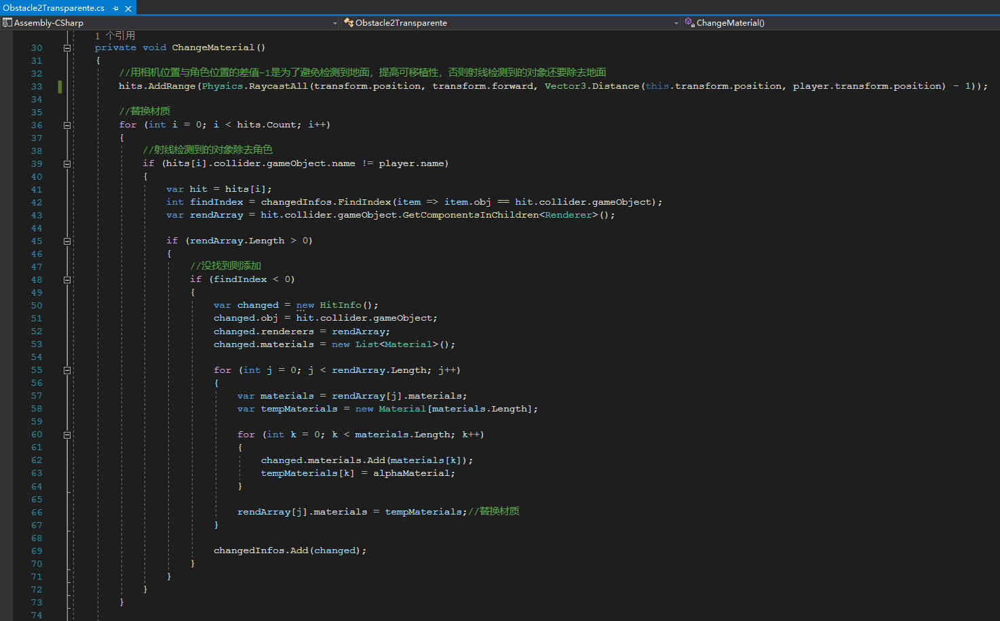 Obstacle2Transparente.cs
Assembly-CSharp Obstacle2Transparente ChangeMaterial()
1 个引用
30 private void ChangeMaterial()
31 {
32 //用相机位置与角色位置的差值-1是为了避免检测到地面，提高可移植性，否则射线检测到的对象还要除去地面
33 hits.AddRange(Physics.RaycastAll(transform.position, transform.forward, Vector3.Distance(this.transform.position, player.transform.position) - 1));
34
35 //替换材质
36 for (int i = 0; i < hits.Count; i++)
37 {
38 //射线检测到的对象除去角色
39 if (hits[i].collider.gameObject.name != player.name)
40 {
41 var hit = hits[i];
42 int findIndex = changedInfos.FindIndex(item => item.obj == hit.collider.gameObject);
43 var rendArray = hit.collider.gameObject.GetComponentsInChildren<Renderer>();
44
45 if (rendArray.Length > 0)
46 {
47 //没找到则添加
48 if (findIndex < 0)
49 {
50 var changed = new HitInfo();
51 changed.obj = hit.collider.gameObject;
52 changed.renderers = rendArray;
53 changed.materials = new List<Material>();
54
55 for (int j = 0; j < rendArray.Length; j++)
56 {
57 var materials = rendArray[j].materials;
58 var tempMaterials = new Material[materials.Length];
59
60 for (int k = 0; k < materials.Length; k++)
61 {
62 changed.materials.Add(materials[k]);
63 tempMaterials[k] = alphaMaterial;
64 }
65
66 rendArray[j].materials = tempMaterials;//替换材质
67 }
68
69 changedInfos.Add(changed);
70 }
71 }
72 }
73 }
74